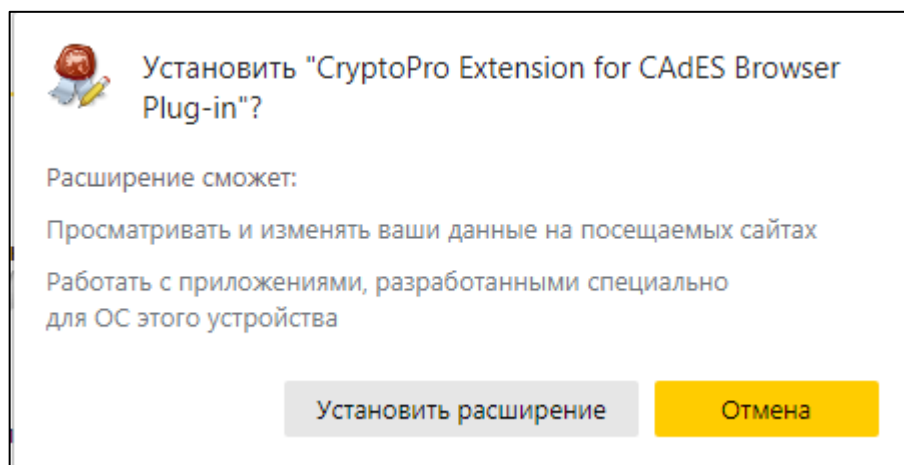 Установить "CryptoPro Extension for CAdES Browser
Plug-in"?
Расширение сможет:
Просматривать и изменять ваши данные на посещаемых сайтах
Работать с приложениями, разработанными специально
для ОС этого устройства
Установить расширение
Отмена